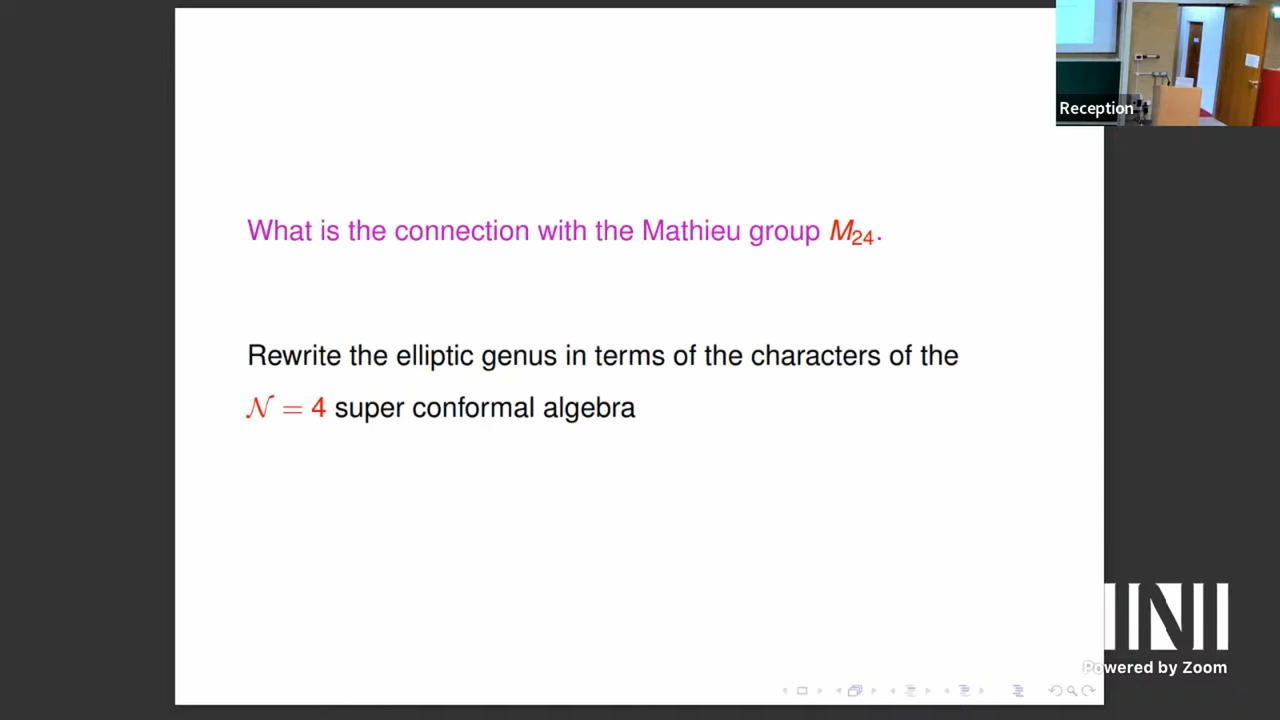 Reception
What is the connection with the Mathieu group M₂₄.
Rewrite the elliptic genus in terms of the characters of the
𝒩 = 4 super conformal algebra
INI
Powered by Zoom